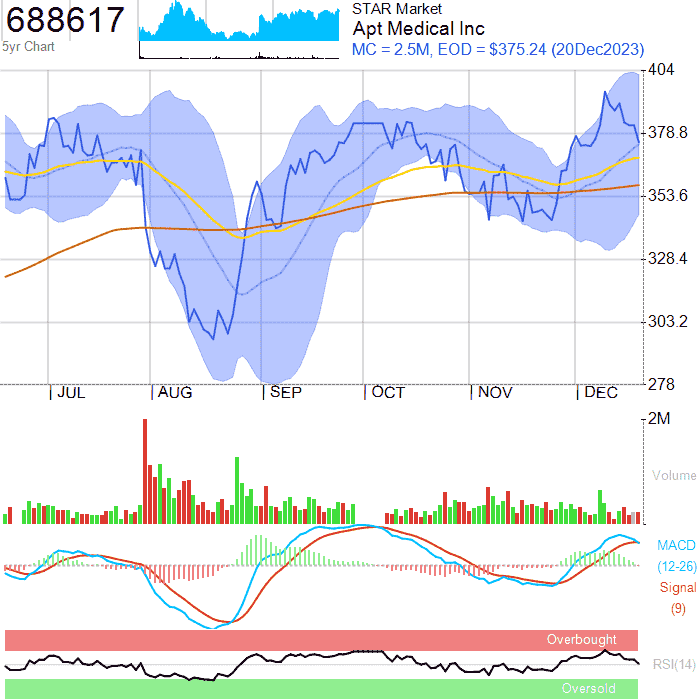 688617
5yr Chart
STAR Market
Apt Medical Inc
MC = 2.5M, EOD = $375.24 (20Dec2023)
404
378.8
353.6
328.4
303.2
278
JUL AUG SEP OCT NOV DEC
2M
Volume
MACD
(12-26)
Signal
(9)
Overbought
RSI(14)
Oversold